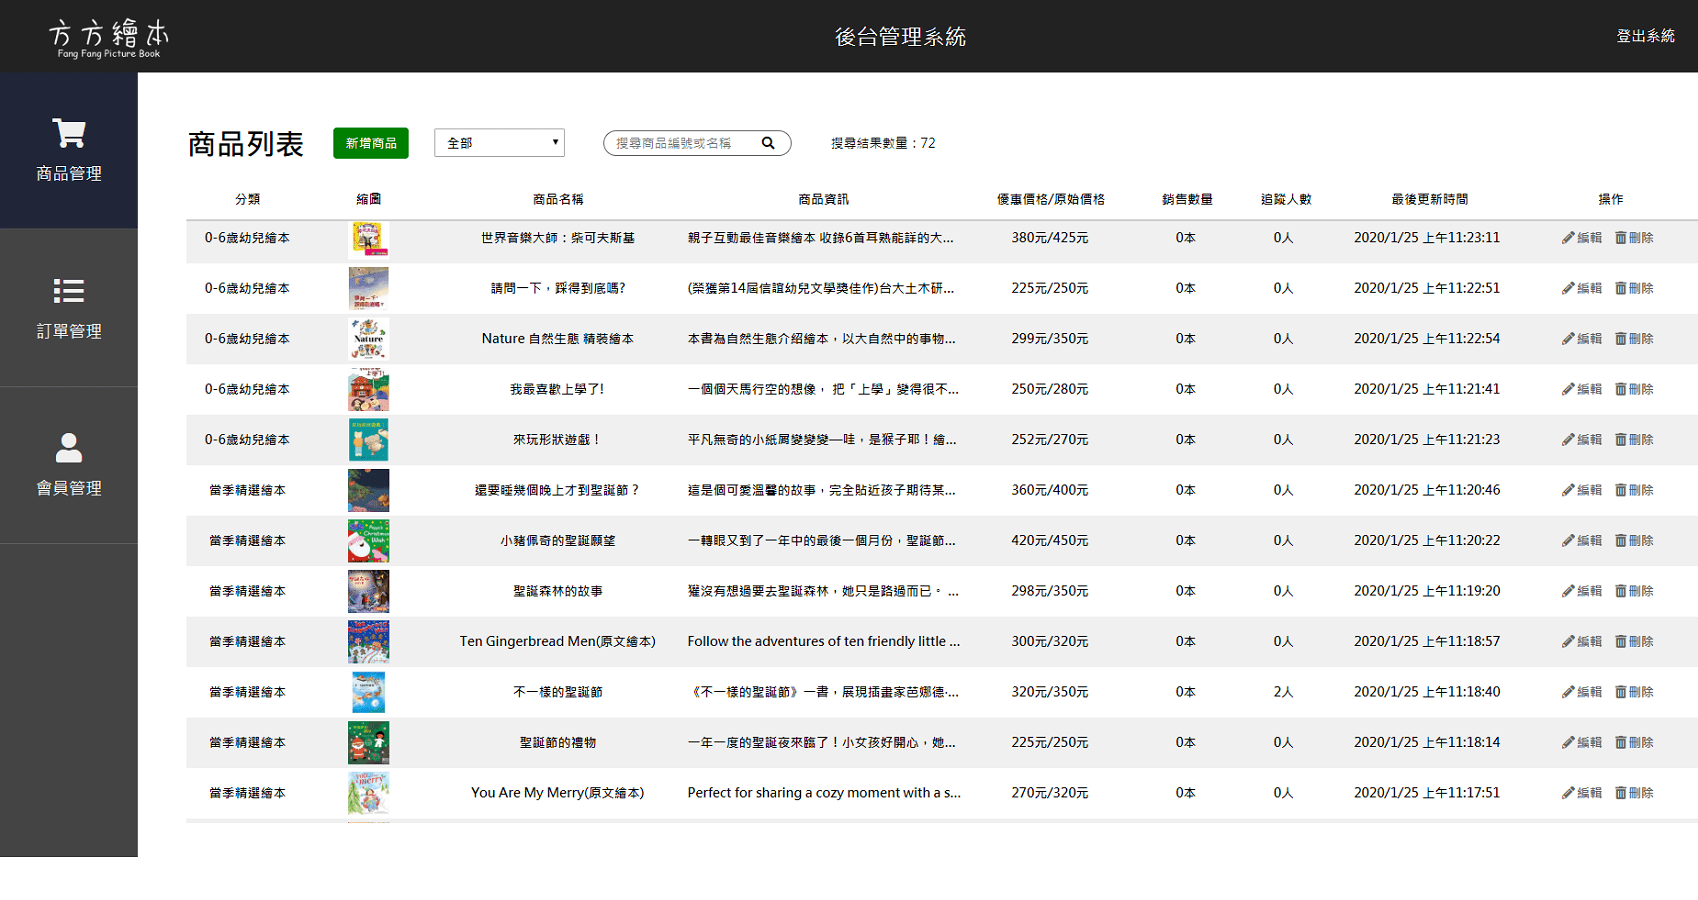 方方繪本
Fang Fang Picture Book
後台管理系統
登出系統
商品管理
訂單管理
會員管理
商品列表 新增商品 全部 搜尋商品編號或名稱 搜尋結果數量：72
分類 縮圖 商品名稱 商品資訊 優惠價格/原始價格 銷售數量 追蹤人數 最後更新時間 操作
0-6歲幼兒繪本 世界音樂大師：柴可夫斯基 親子互動最佳音樂繪本 收錄6首耳熟能詳的大... 380元/425元 0本 0人 2020/1/25 上午11:23:11 編輯 刪除
0-6歲幼兒繪本 請問一下，踩得到底嗎? (榮獲第14屆信誼幼兒文學獎佳作)台大土木研... 225元/250元 0本 0人 2020/1/25 上午11:22:51 編輯 刪除
0-6歲幼兒繪本 Nature Nature 自然生態 精裝繪本 本書為自然生態介紹繪本，以大自然中的事物... 299元/350元 0本 0人 2020/1/25 上午11:22:54 編輯 刪除
0-6歲幼兒繪本 我最喜歡上學了! 一個個天馬行空的想像， 把「上學」變得很不... 250元/280元 0本 0人 2020/1/25 上午11:21:41 編輯 刪除
0-6歲幼兒繪本 來玩形狀遊戲！ 平凡無奇的小紙屑變變變—哇，是猴子耶！繪... 252元/270元 0本 0人 2020/1/25 上午11:21:23 編輯 刪除
當季精選繪本 還要睡幾個晚上才到聖誕節？ 這是個可愛溫馨的故事，完全貼近孩子期待某... 360元/400元 0本 0人 2020/1/25 上午11:20:46 編輯 刪除
當季精選繪本 小豬佩奇的聖誕願望 一轉眼又到了一年中的最後一個月份，聖誕節... 420元/450元 0本 0人 2020/1/25 上午11:20:22 編輯 刪除
當季精選繪本 聖誕森林的故事 獾沒有想過要去聖誕森林，她只是路過而已。 ... 298元/350元 0本 0人 2020/1/25 上午11:19:20 編輯 刪除
當季精選繪本 Ten Gingerbread Men(原文繪本) Follow the adventures of ten friendly little ... 300元/320元 0本 0人 2020/1/25 上午11:18:57 編輯 刪除
當季精選繪本 不一樣的聖誕節 《不一樣的聖誕節》一書，展現插畫家芭娜德·... 320元/350元 0本 2人 2020/1/25 上午11:18:40 編輯 刪除
當季精選繪本 聖誕節的禮物 一年一度的聖誕夜來臨了！小女孩好開心，她... 225元/250元 0本 0人 2020/1/25 上午11:18:14 編輯 刪除
當季精選繪本 You Are My Merry(原文繪本) Perfect for sharing a cozy moment with a s... 270元/320元 0本 0人 2020/1/25 上午11:17:51 編輯 刪除